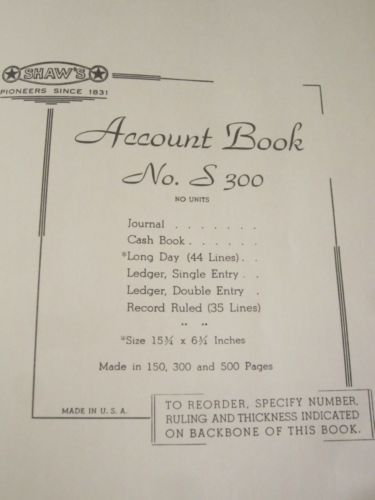 SHAW'S
PIONEERS SINCE 1831
Account Book
No. S 300
NO UNITS
Journal . . . . . . .
Cash Book . . . . . .
*Long Day (44 Lines) . .
Ledger, Single Entry . .
Ledger, Double Entry .
Record Ruled (35 Lines)
" "
*Size 15¾ x 6¾ Inches
Made in 150, 300 and 500 Pages
MADE IN U. S. A.
TO REORDER, SPECIFY NUMBER,
RULING AND THICKNESS INDICATED
ON BACKBONE OF THIS BOOK.